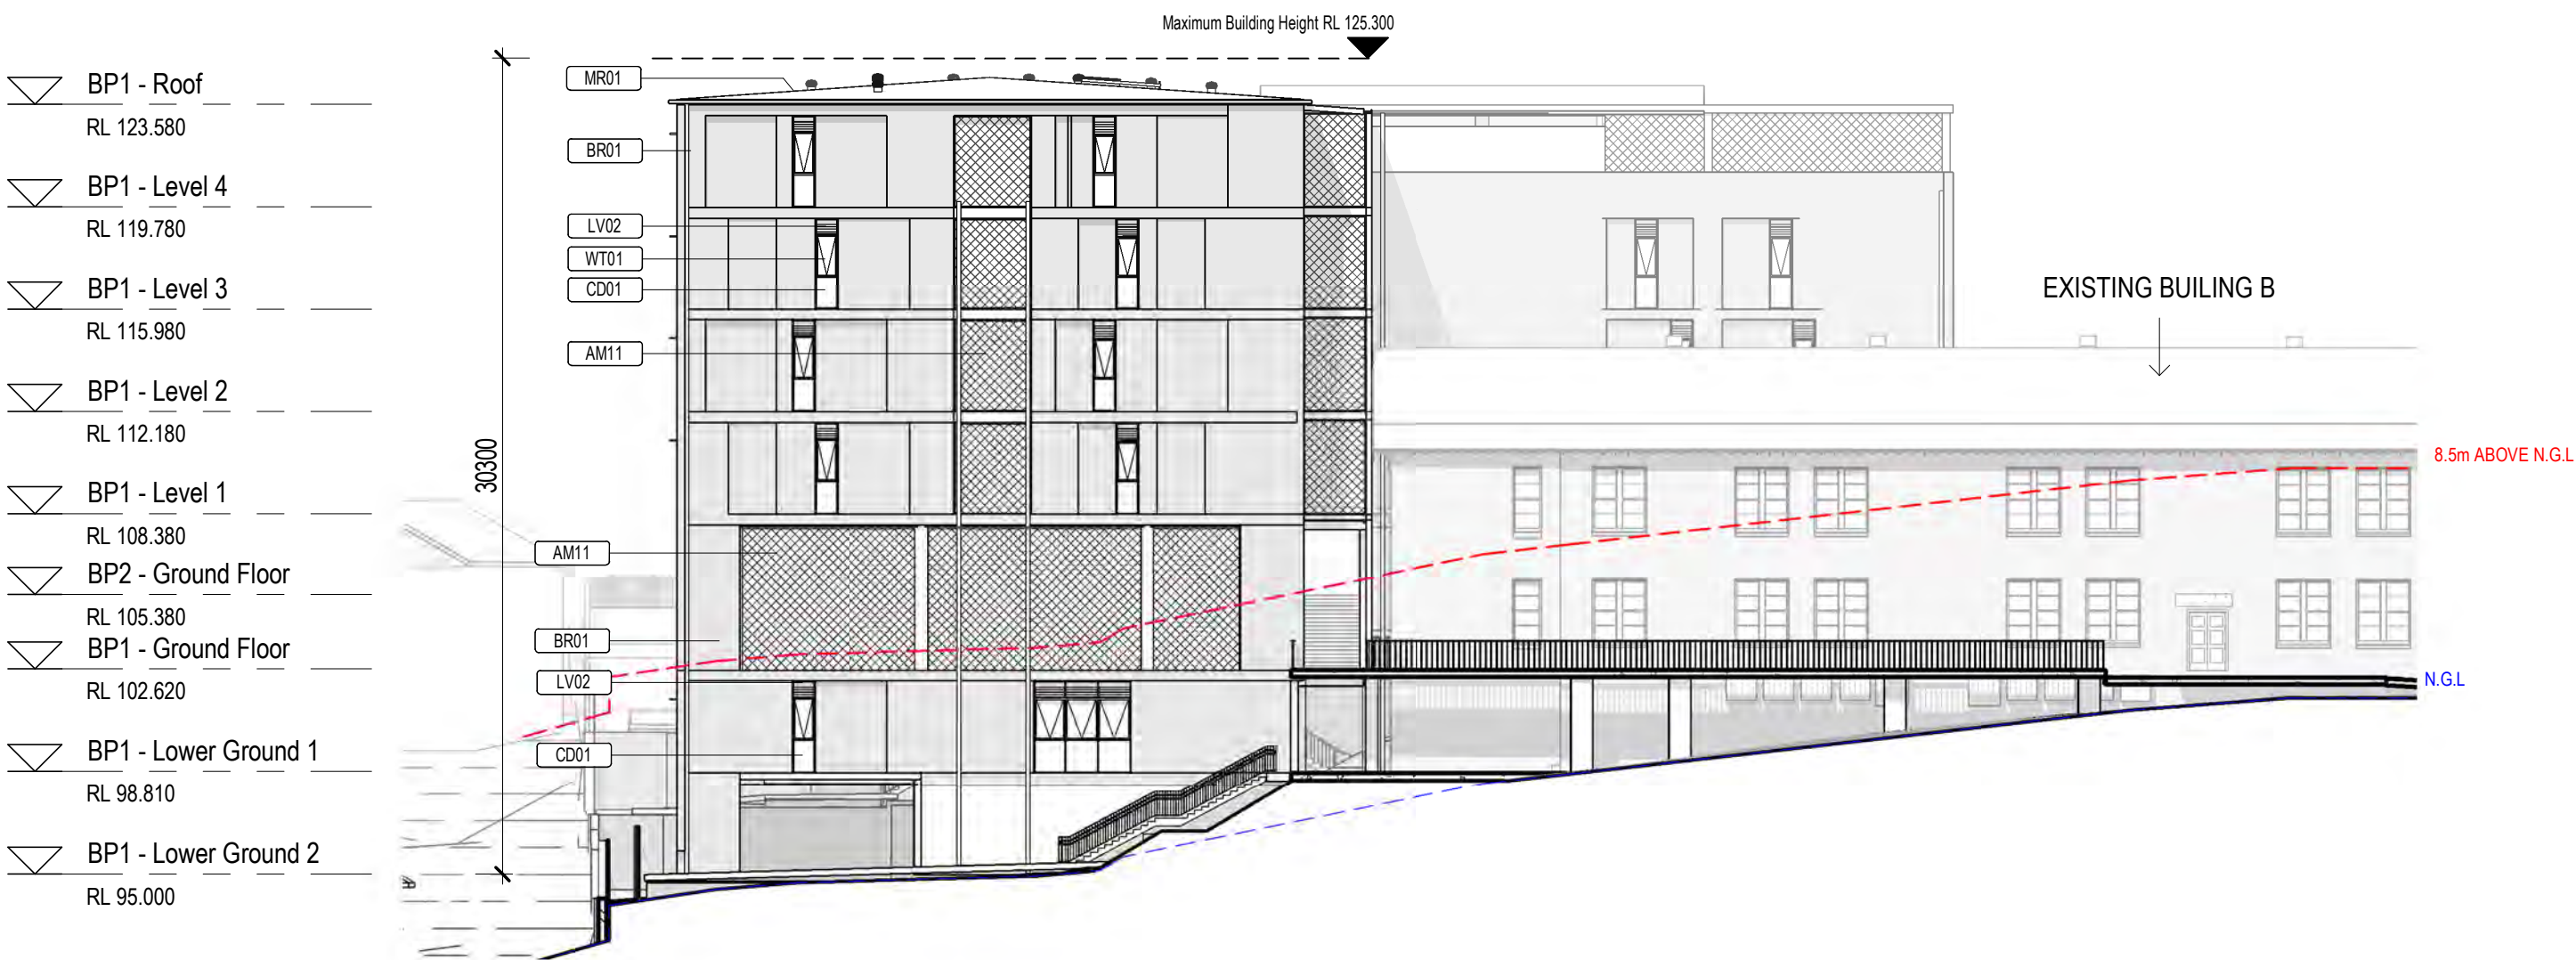 Maximum Building Height RL 125.300
BP1 - Roof
RL 123.580
BP1 - Level 4
RL 119.780
BP1 - Level 3
RL 115.980
BP1 - Level 2
RL 112.180
BP1 - Level 1
RL 108.380
BP2 - Ground Floor
RL 105.380
BP1 - Ground Floor
RL 102.620
BP1 - Lower Ground 1
RL 98.810
BP1 - Lower Ground 2
RL 95.000
30300
MR01
BR01
LV02
WT01
CD01
AM11
AM11
BR01
LV02
CD01
EXISTING BUILING B
8.5m ABOVE N.G.L
N.G.L